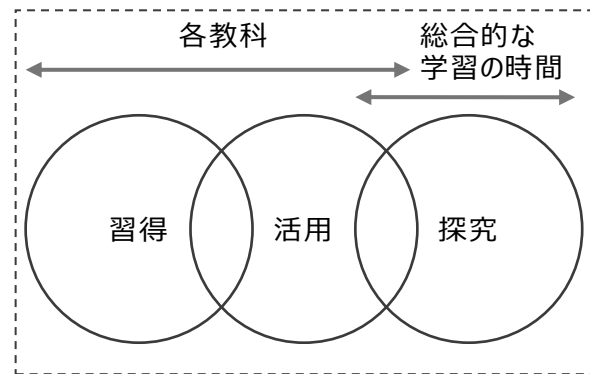 各教科
総合的な
学習の時間
習得
活用
探究